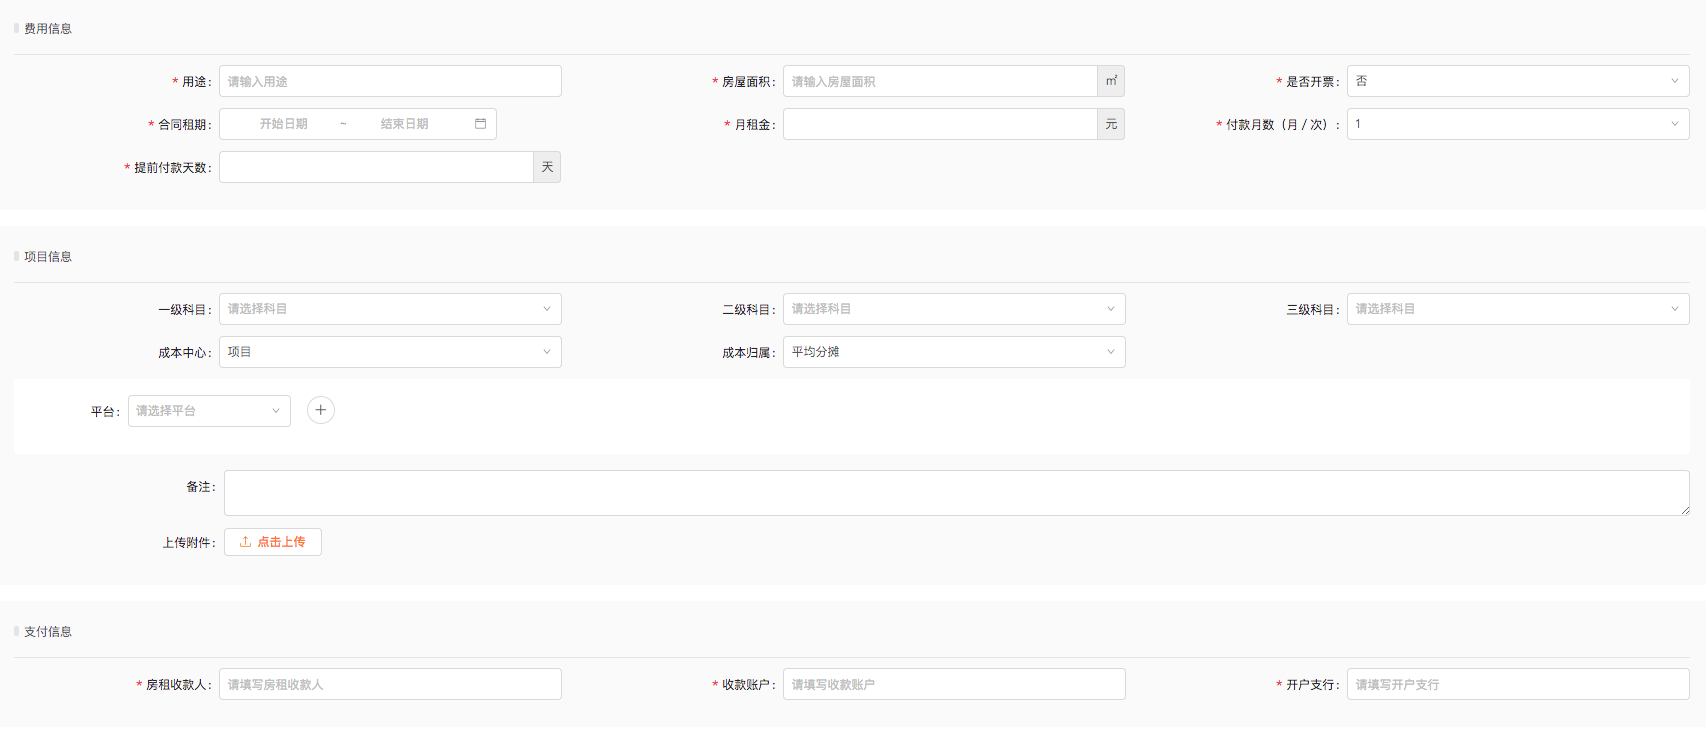 费用信息
* 用途： 请输入用途 * 房屋面积： 请输入房屋面积 ㎡ * 是否开票： 否
* 合同租期： 开始日期 ~ 结束日期 * 月租金： 元 * 付款月数（月 / 次）： 1
* 提前付款天数： 天
项目信息
一级科目： 请选择科目 二级科目： 请选择科目 三级科目： 请选择科目
成本中心： 项目 成本归属： 平均分摊
平台： 请选择平台
备注：
上传附件： 点击上传
支付信息
* 房租收款人： 请填写房租收款人 * 收款账户： 请填写收款账户 * 开户支行： 请填写开户支行